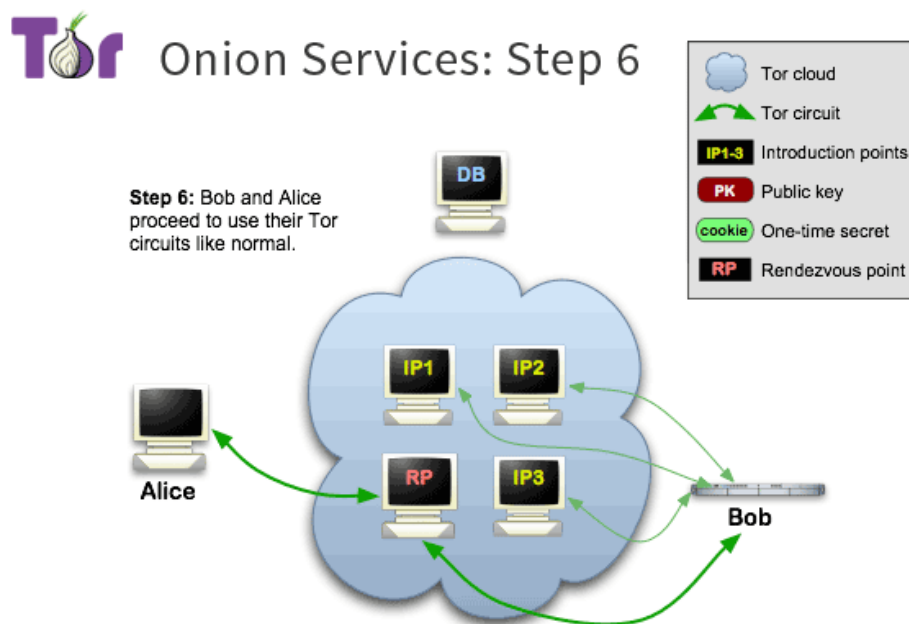 Tor
Onion Services: Step 6
Tor cloud
Tor circuit
IP1-3
Introduction points
PK
Public key
cookie
One-time secret
RP
Rendezvous point
DB
Step 6: Bob and Alice
proceed to use their Tor
circuits like normal.
IP1
IP2
RP
IP3
Alice
Bob